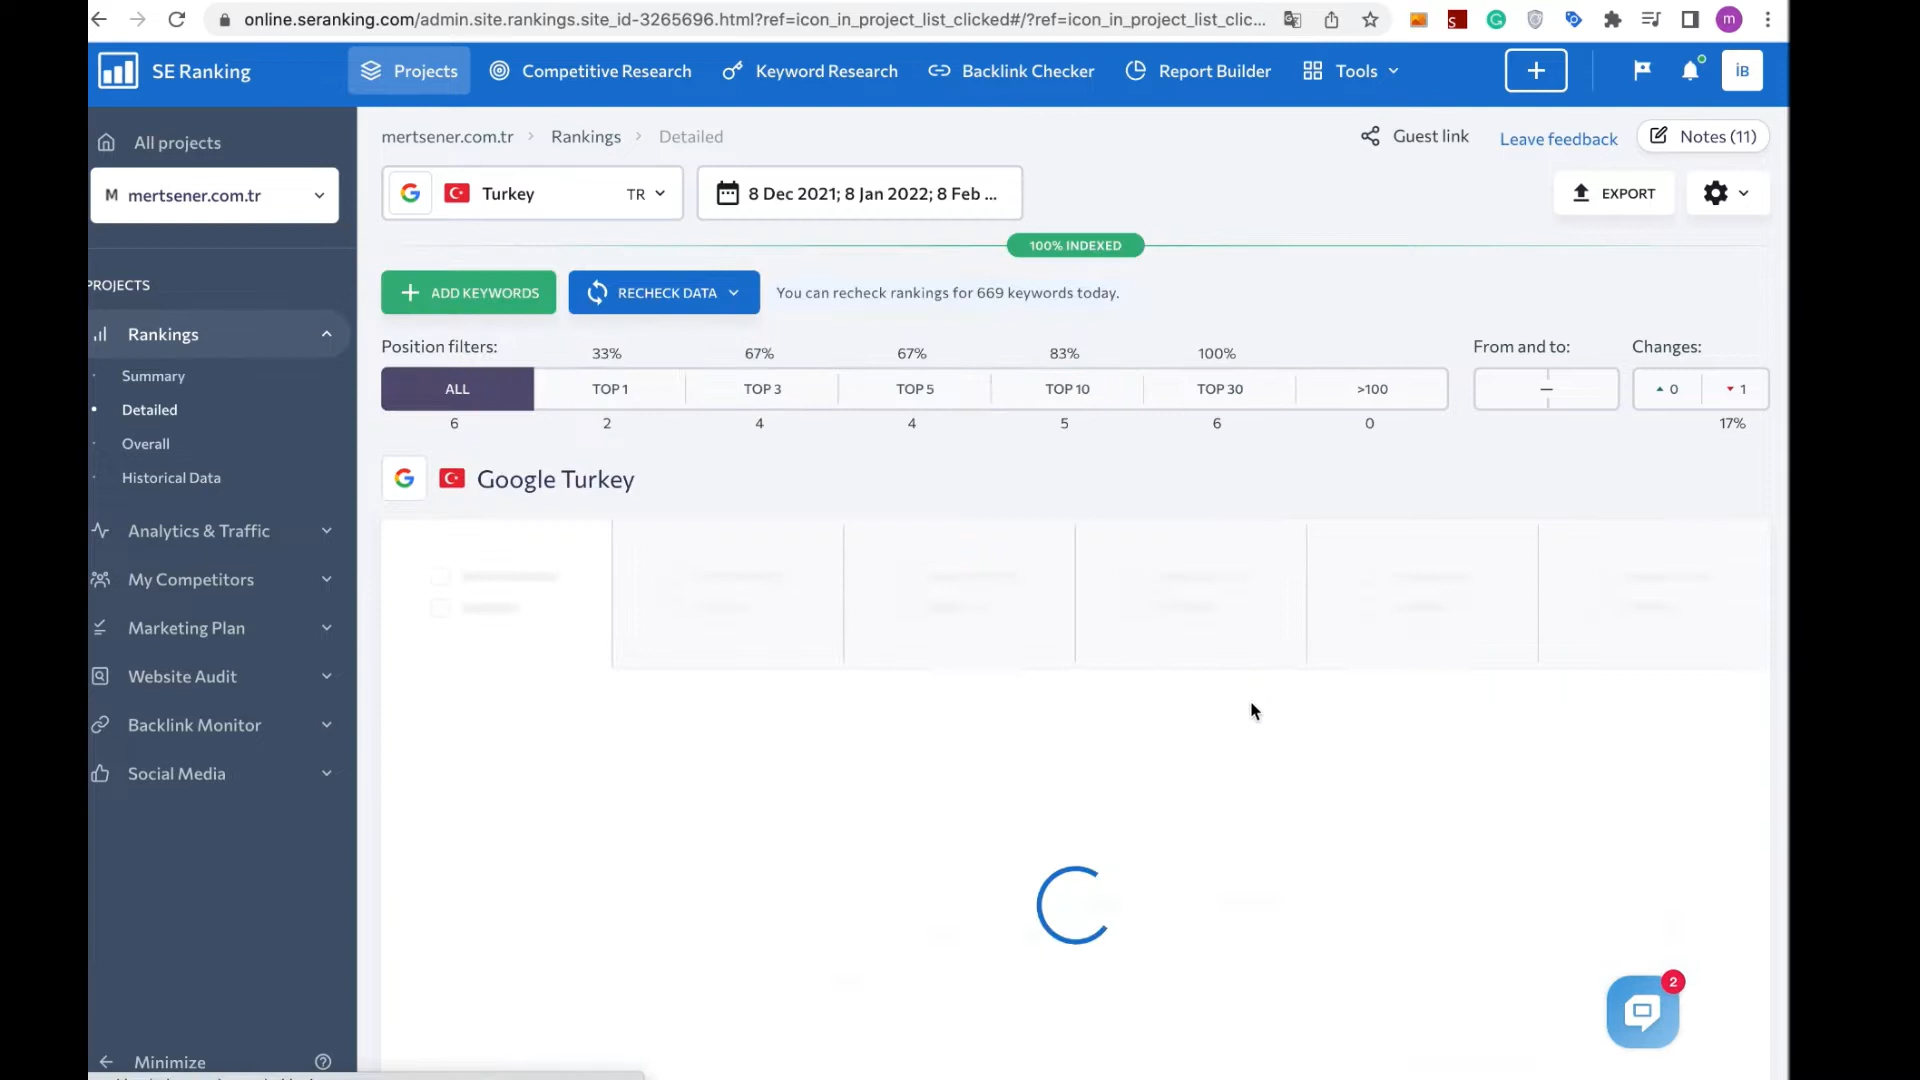 online.seranking.com/admin.site.rankings.site_id-3265696.html?ref=icon_in_project_list_clicked#/?ref=icon_in_project_list_clic...
S
G
m
SE Ranking
Projects
Competitive Research
Keyword Research
Backlink Checker
Report Builder
Tools
İB
All projects
M mertsener.com.tr
PROJECTS
Rankings
Summary
Detailed
Overall
Historical Data
Analytics & Traffic
My Competitors
Marketing Plan
Website Audit
Backlink Monitor
Social Media
Minimize
mertsener.com.tr > Rankings > Detailed
Guest link
Leave feedback
Notes (11)
Turkey TR
8 Dec 2021; 8 Jan 2022; 8 Feb ...
EXPORT
100% INDEXED
ADD KEYWORDS
RECHECK DATA
You can recheck rankings for 669 keywords today.
Position filters:
33% 67% 67% 83% 100%
ALL TOP 1 TOP 3 TOP 5 TOP 10 TOP 30 >100
6 2 4 4 5 6 0
From and to:
–
Changes:
0 1
17%
Google Turkey
2